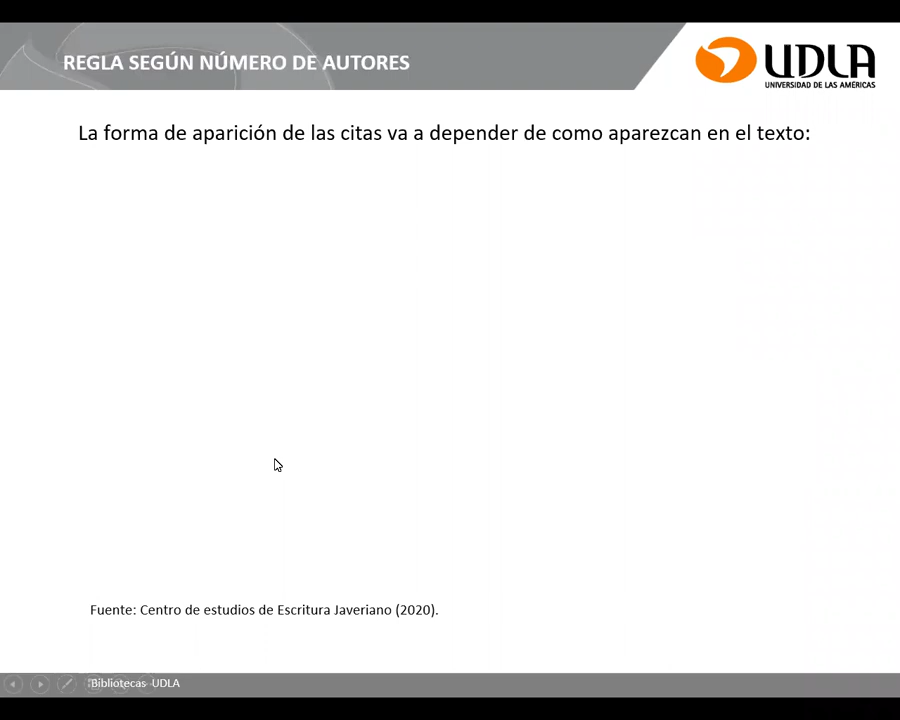 REGLA SEGÚN NÚMERO DE AUTORES
UDLA
UNIVERSIDAD DE LAS AMÉRICAS
La forma de aparición de las citas va a depender de como aparezcan en el texto:
Fuente: Centro de estudios de Escritura Javeriano (2020).
Bibliotecas UDLA